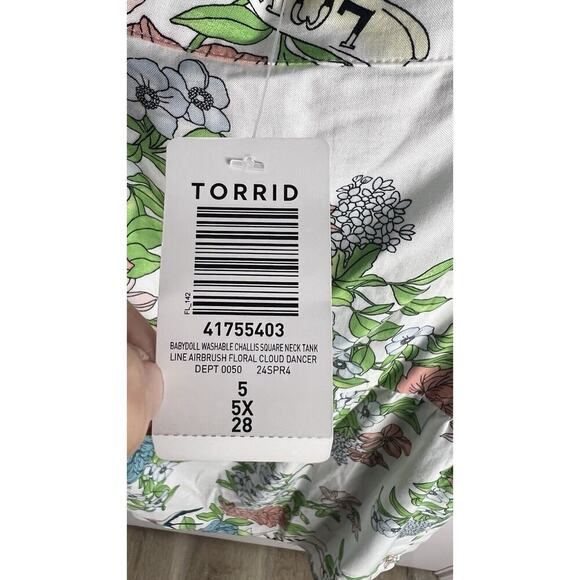 TORRID
FL_142
41755403
BABYDOLL WASHABLE CHALLIS SQUARE NECK TANK
LINE AIRBRUSH FLORAL CLOUD DANCER
DEPT 0050 24SPR4
5
5X
28